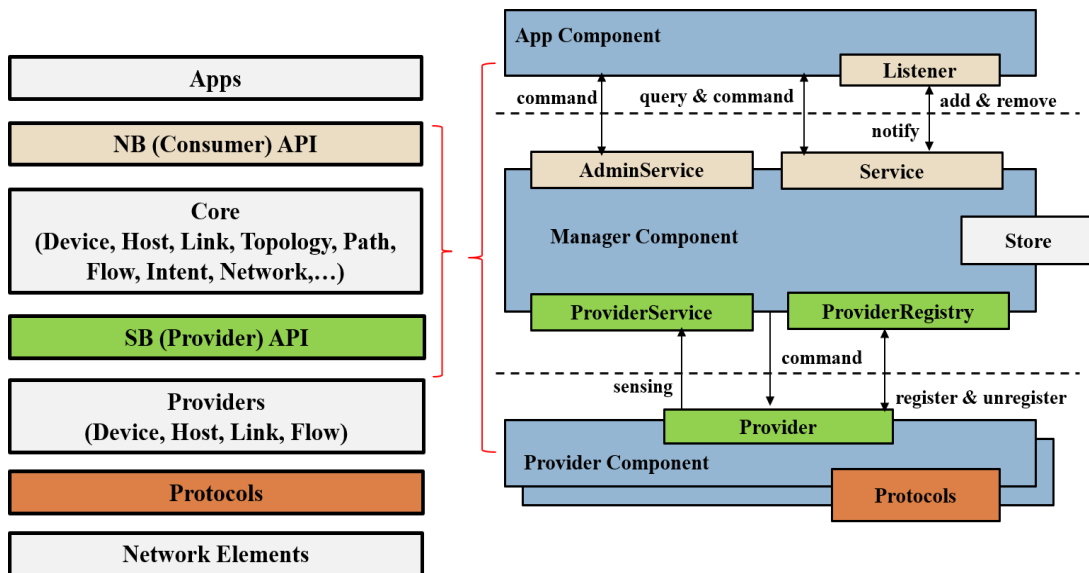 Apps
NB (Consumer) API
Core
(Device, Host, Link, Topology, Path,
Flow, Intent, Network,…)
SB (Provider) API
Providers
(Device, Host, Link, Flow)
Protocols
Network Elements
App Component
Listener
command
query & command
add & remove
notify
AdminService
Service
Manager Component
Store
ProviderService
ProviderRegistry
command
sensing
register & unregister
Provider
Provider Component
Protocols